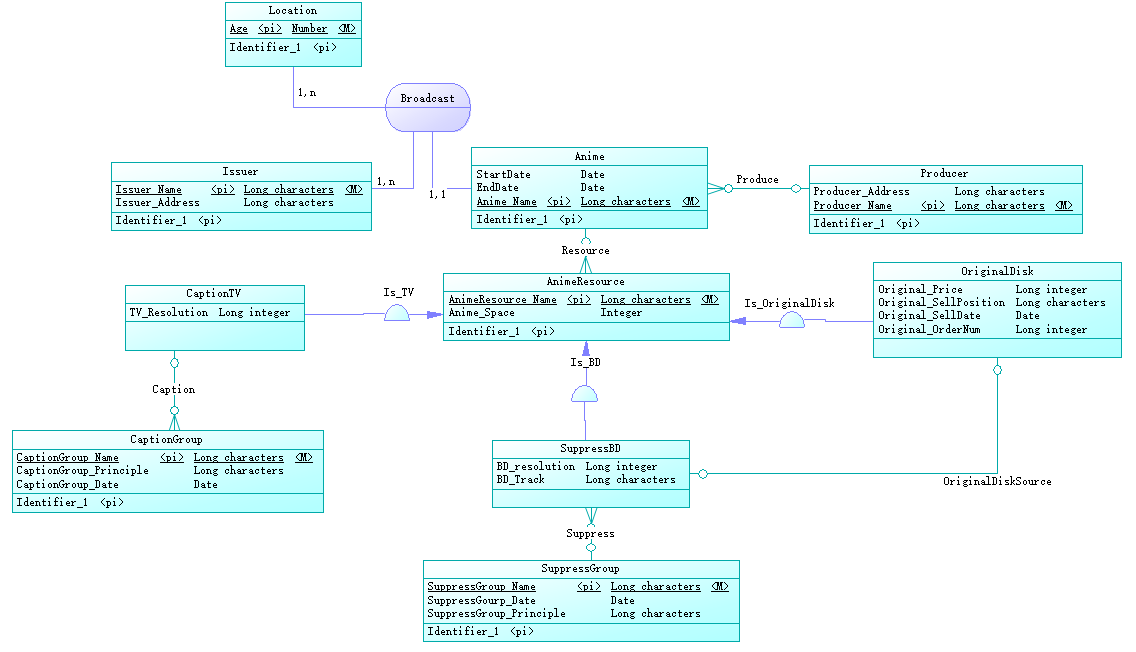 Location
Age <pi> Number <M>
Identifier_1 <pi>
1,n
Broadcast
Issuer
Issuer_Name <pi> Long characters <M>
Issuer_Address Long characters
Identifier_1 <pi>
1,n
1,1
Anime
StartDate Date
EndDate Date
Anime_Name <pi> Long characters <M>
Identifier_1 <pi>
Produce
Producer
Producer_Address Long characters
Producer_Name <pi> Long characters <M>
Identifier_1 <pi>
Resource
CaptionTV
TV_Resolution Long integer
Is_TV
AnimeResource
AnimeResource_Name <pi> Long characters <M>
Anime_Space Integer
Identifier_1 <pi>
Is_OriginalDisk
OriginalDisk
Original_Price Long integer
Original_SellPosition Long characters
Original_SellDate Date
Original_OrderNum Long integer
Is_BD
Caption
CaptionGroup
CaptionGroup_Name <pi> Long characters <M>
CaptionGroup_Principle Long characters
CaptionGroup_Date Date
Identifier_1 <pi>
SuppressBD
BD_resolution Long integer
BD_Track Long characters
OriginalDiskSource
Suppress
SuppressGroup
SuppressGroup_Name <pi> Long characters <M>
SuppressGourp_Date Date
SuppressGroup_Principle Long characters
Identifier_1 <pi>